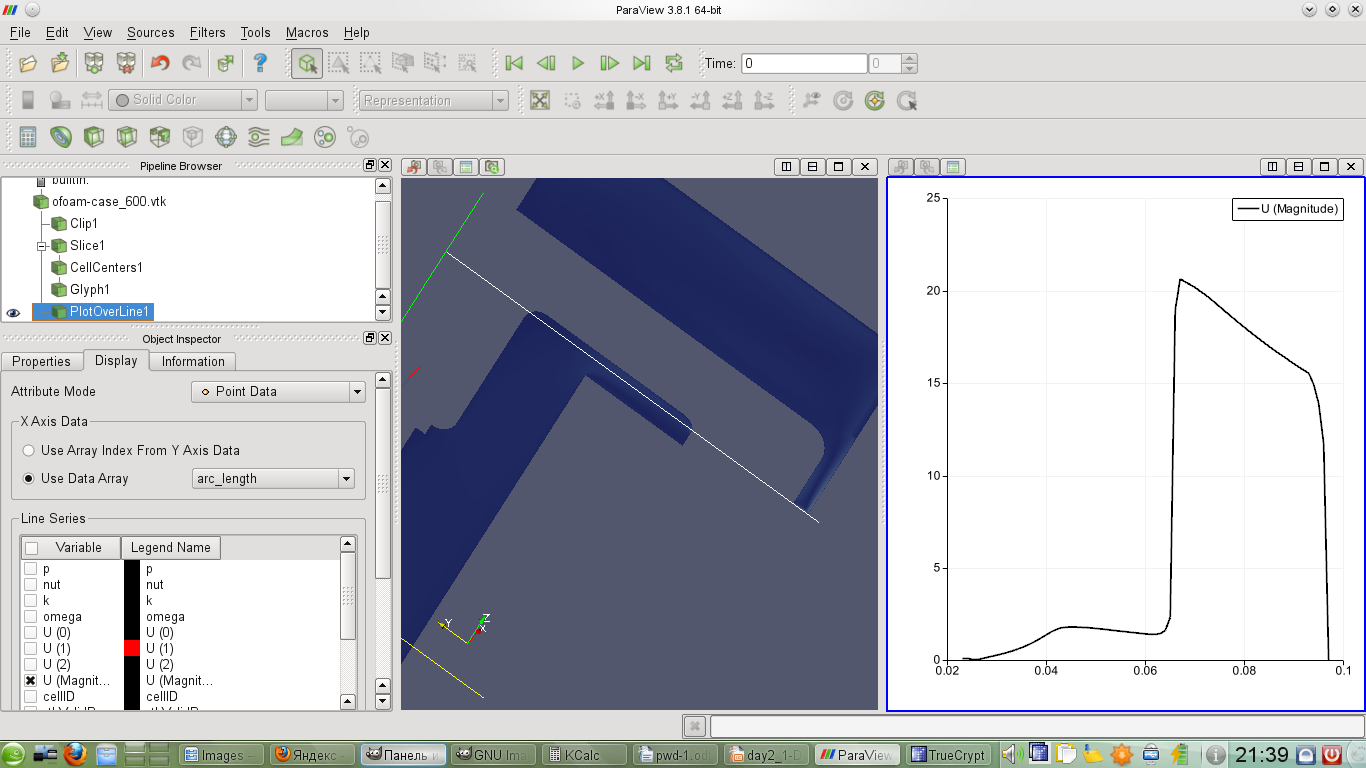 ParaView 3.8.1 64-bit
File Edit View Sources Filters Tools Macros Help
Time: 0 0
Solid Color Representation
+X -X +Y -Y +Z -Z
Pipeline Browser
builtin:
ofoam-case_600.vtk
Clip1
Slice1
CellCenters1
Glyph1
PlotOverLine1
Object Inspector
Properties Display Information
Attribute Mode Point Data
X Axis Data
Use Array Index From Y Axis Data
Use Data Array arc_length
Line Series
Variable Legend Name
p p
nut nut
k k
omega omega
U (0) U (0)
U (1) U (1)
U (2) U (2)
U (Magnit... U (Magnit...
cellID cellID
Y Z X
U (Magnitude)
25
20
15
10
5
0
0.02 0.04 0.06 0.08 0.1
Images – Яндекс - Панель и GNU Ima KCalc pwd-1.od day2_1-D ParaView TrueCrypt 21:39